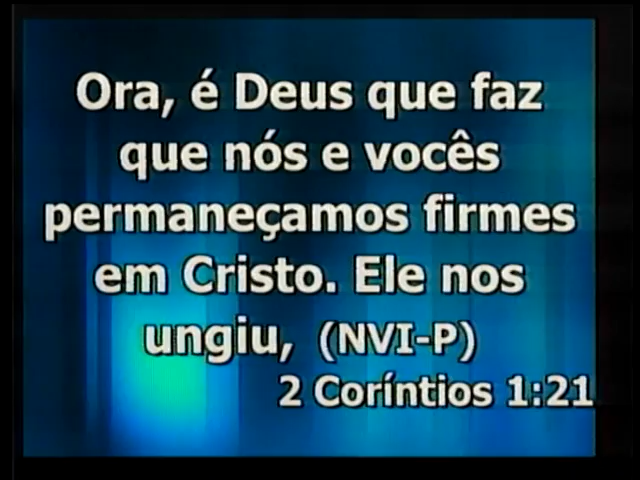 Ora, é Deus que faz
que nós e vocês
permaneçamos firmes
em Cristo. Ele nos
ungiu, (NVI-P)
2 Coríntios 1:21